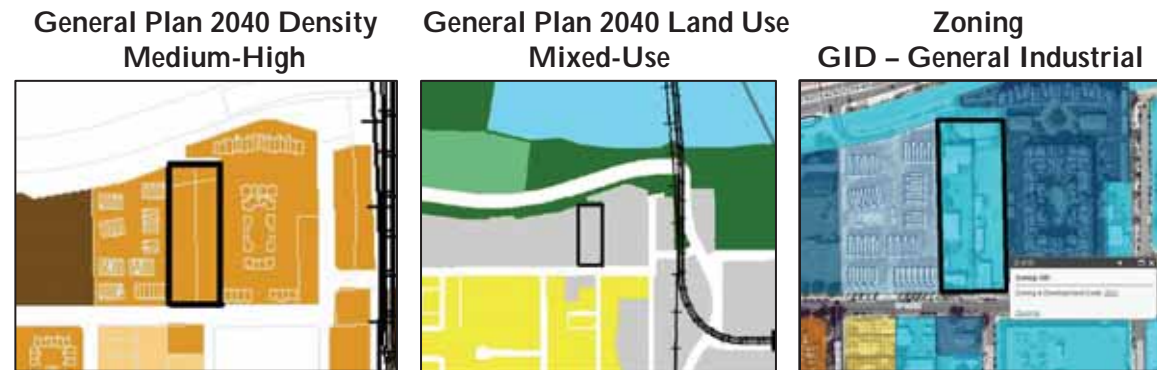 General Plan 2040 Density
Medium-High
General Plan 2040 Land Use
Mixed-Use
Zoning
GID – General Industrial